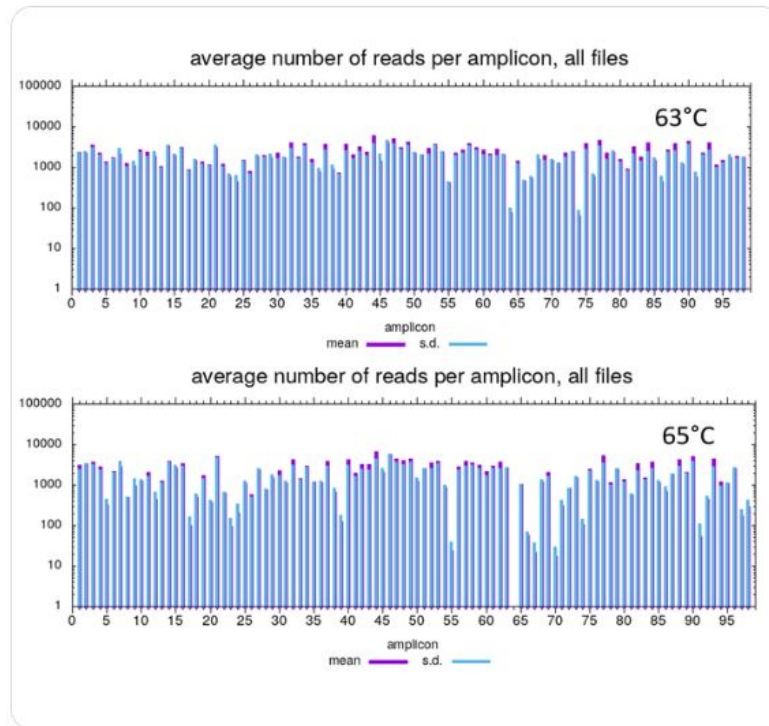 average number of reads per amplicon, all files
63°C
100000
10000
1000
100
10
1
0 5 10 15 20 25 30 35 40 45 50 55 60 65 70 75 80 85 90 95
amplicon
mean s.d.
average number of reads per amplicon, all files
65°C
100000
10000
1000
100
10
1
0 5 10 15 20 25 30 35 40 45 50 55 60 65 70 75 80 85 90 95
amplicon
mean s.d.